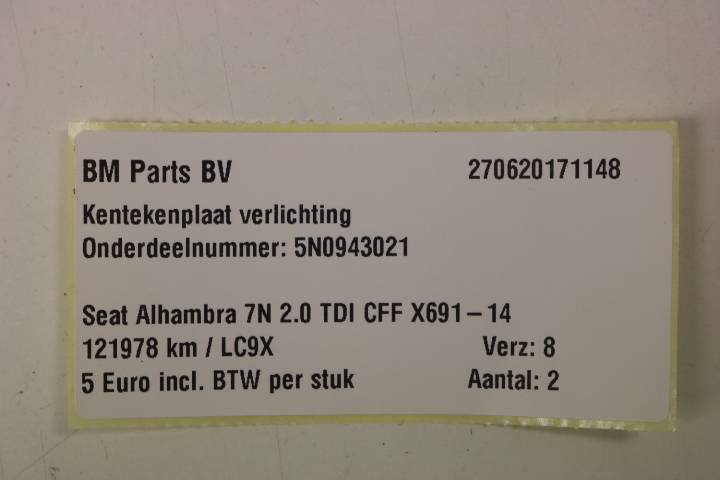 BM Parts BV 270620171148
Kentekenplaat verlichting
Onderdeelnummer: 5N0943021
Seat Alhambra 7N 2.0 TDI CFF X691-14
121978 km / LC9X Verz: 8
5 Euro incl. BTW per stuk Aantal: 2